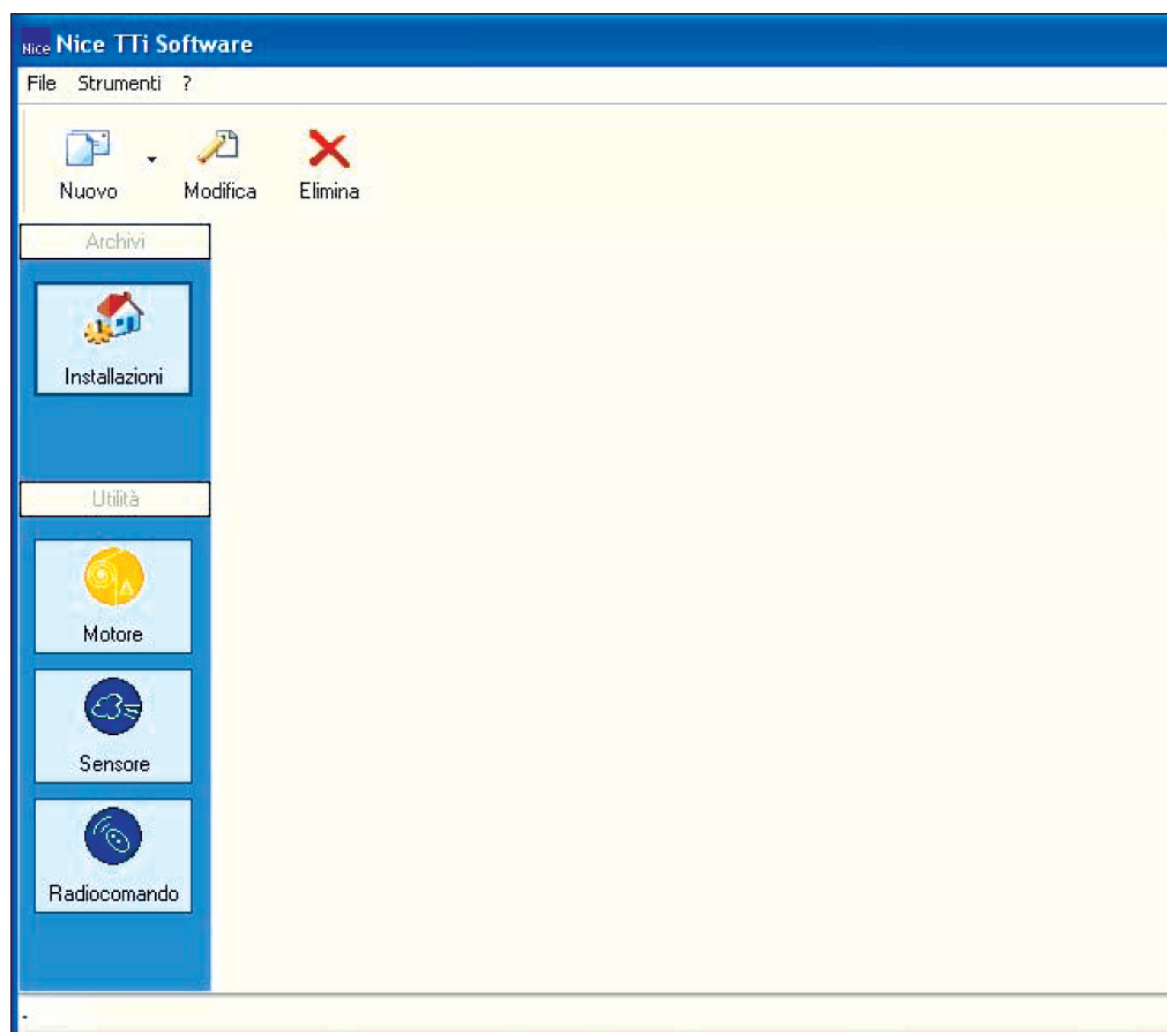 Nice Nice TTi Software
File Strumenti ?
Nuovo Modifica Elimina
Archivi
Installazioni
Utilità
Motore
Sensore
Radiocomando